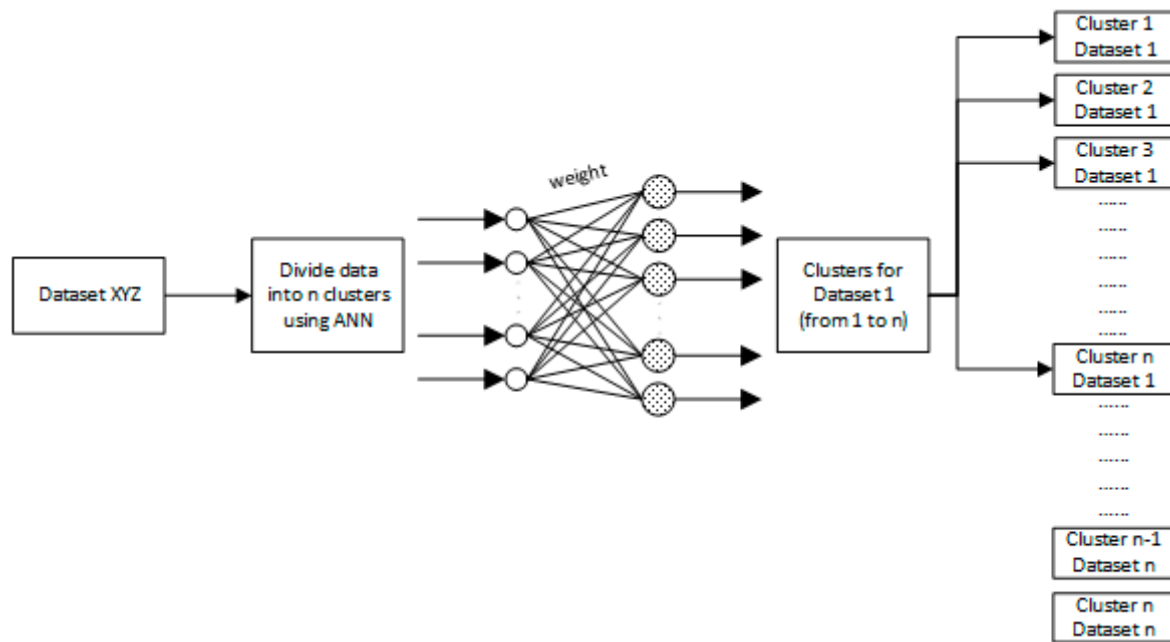 Dataset XYZ
Divide data
into n clusters
using ANN
weight
Clusters for
Dataset 1
(from 1 to n)
Cluster 1
Dataset 1
Cluster 2
Dataset 1
Cluster 3
Dataset 1
......
......
......
......
......
......
Cluster n
Dataset 1
......
......
......
......
......
Cluster n-1
Dataset n
Cluster n
Dataset n